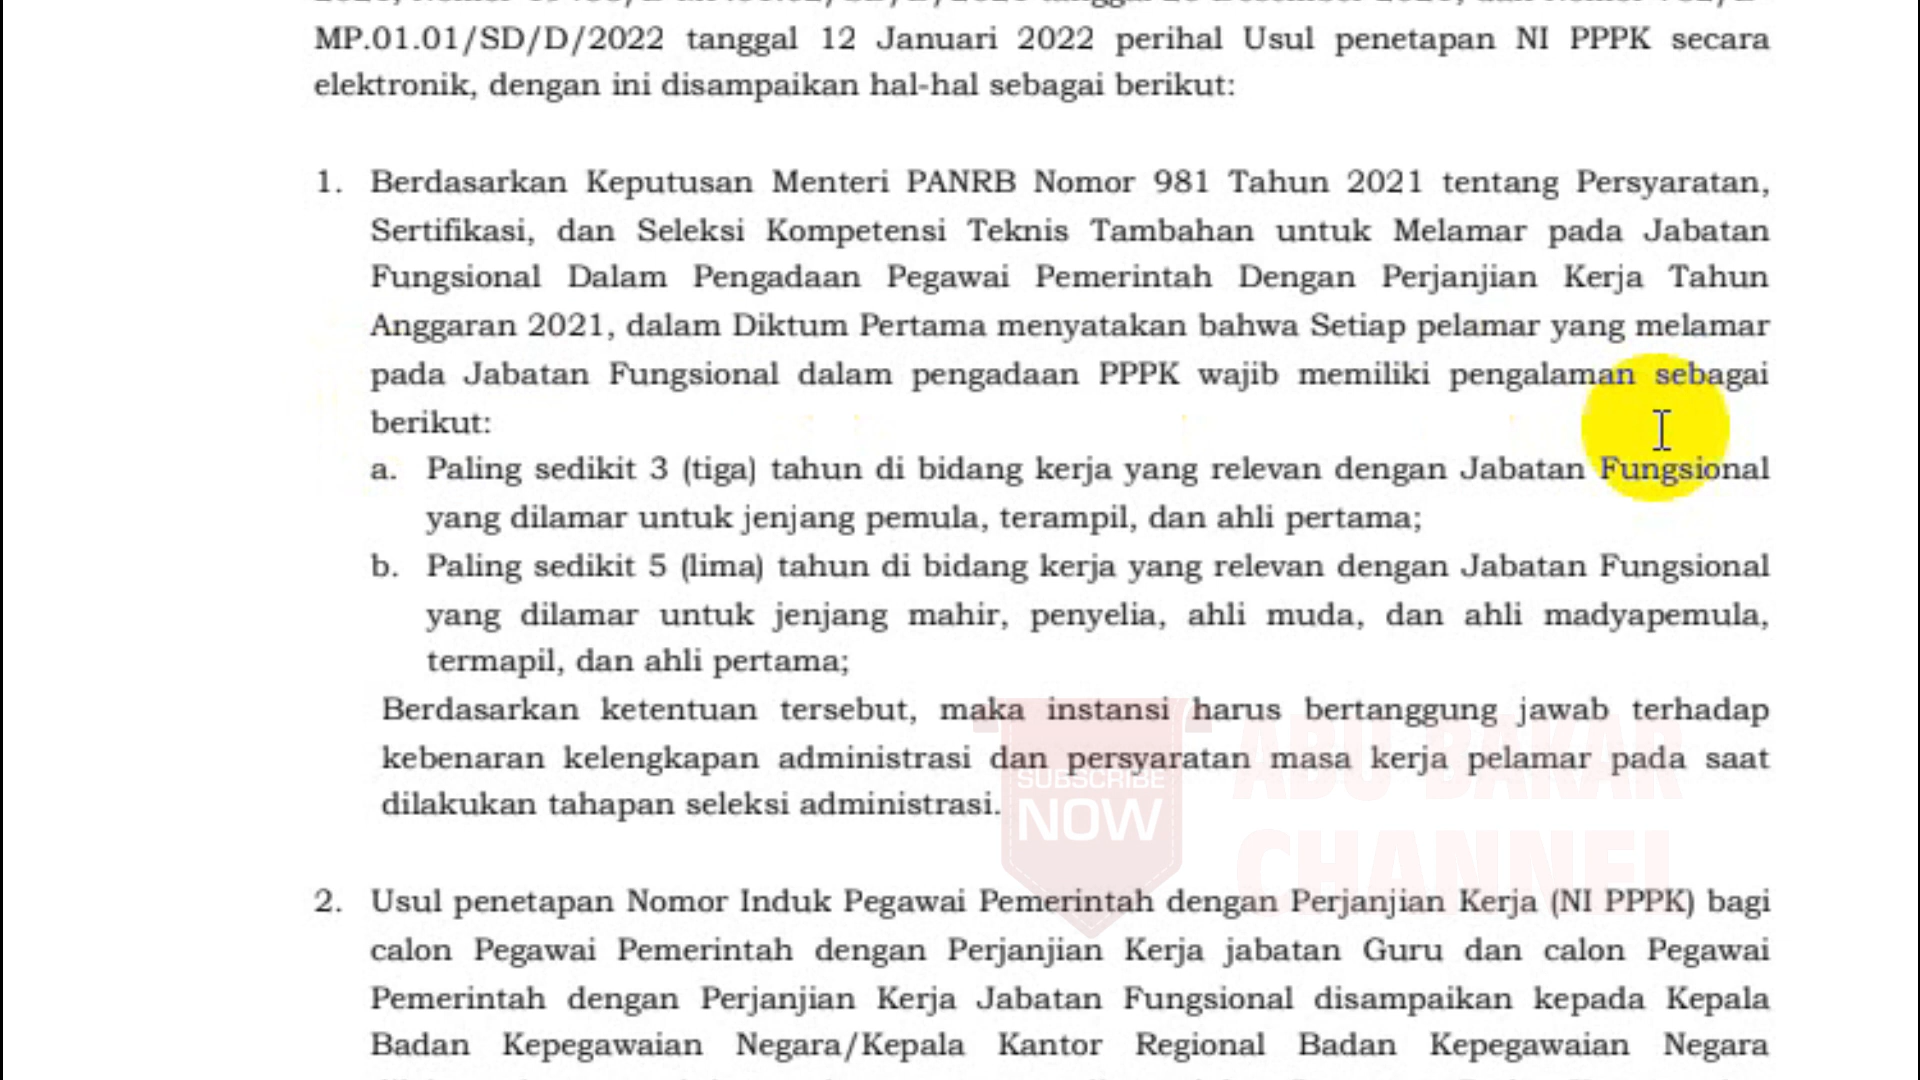 MP.01.01/SD/D/2022 tanggal 12 Januari 2022 perihal Usul penetapan NI PPPK secara
elektronik, dengan ini disampaikan hal-hal sebagai berikut:
1. Berdasarkan Keputusan Menteri PANRB Nomor 981 Tahun 2021 tentang Persyaratan,
Sertifikasi, dan Seleksi Kompetensi Teknis Tambahan untuk Melamar pada Jabatan
Fungsional Dalam Pengadaan Pegawai Pemerintah Dengan Perjanjian Kerja Tahun
Anggaran 2021, dalam Diktum Pertama menyatakan bahwa Setiap pelamar yang melamar
pada Jabatan Fungsional dalam pengadaan PPPK wajib memiliki pengalaman sebagai
berikut:
a. Paling sedikit 3 (tiga) tahun di bidang kerja yang relevan dengan Jabatan Fungsional
yang dilamar untuk jenjang pemula, terampil, dan ahli pertama;
b. Paling sedikit 5 (lima) tahun di bidang kerja yang relevan dengan Jabatan Fungsional
yang dilamar untuk jenjang mahir, penyelia, ahli muda, dan ahli madyapemula,
termapil, dan ahli pertama;
Berdasarkan ketentuan tersebut, maka instansi harus bertanggung jawab terhadap
kebenaran kelengkapan administrasi dan persyaratan masa kerja pelamar pada saat
dilakukan tahapan seleksi administrasi.
SUBSCRIBE
NOW
ABU BAKAR
CHANNEL
2. Usul penetapan Nomor Induk Pegawai Pemerintah dengan Perjanjian Kerja (NI PPPK) bagi
calon Pegawai Pemerintah dengan Perjanjian Kerja jabatan Guru dan calon Pegawai
Pemerintah dengan Perjanjian Kerja Jabatan Fungsional disampaikan kepada Kepala
Badan Kepegawaian Negara/Kepala Kantor Regional Badan Kepegawaian Negara